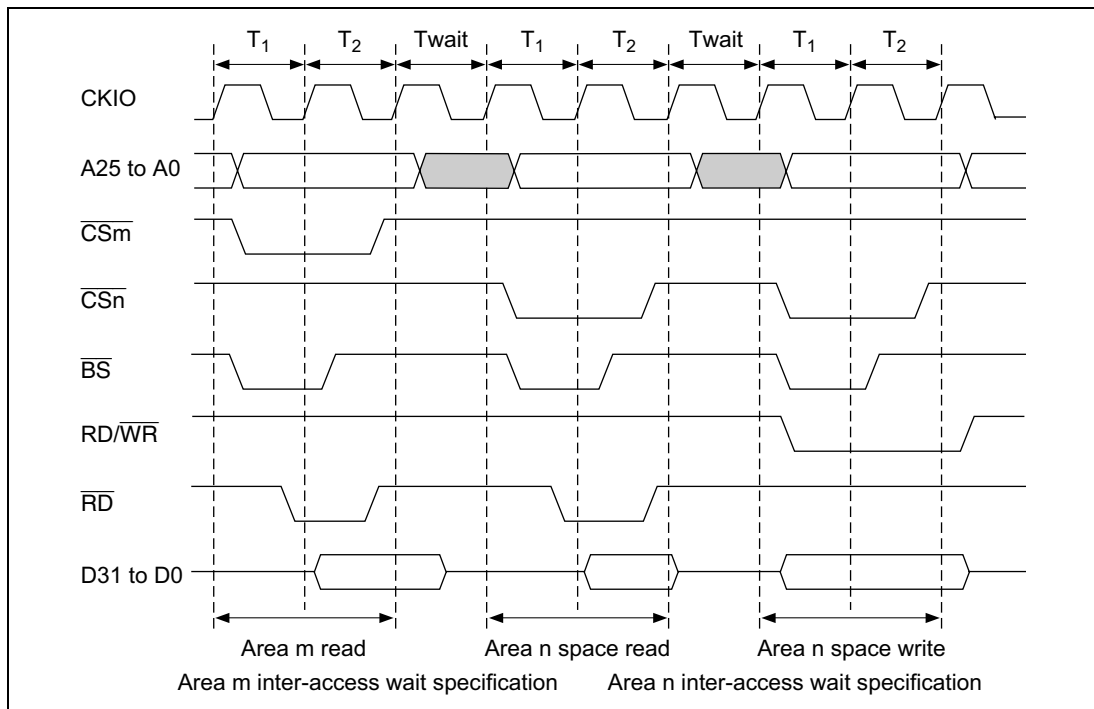 T1 T2 Twait T1 T2 Twait T1 T2
CKIO
A25 to A0
CSm
CSn
BS
RD/WR
RD
D31 to D0
Area m read Area n space read Area n space write
Area m inter-access wait specification Area n inter-access wait specification